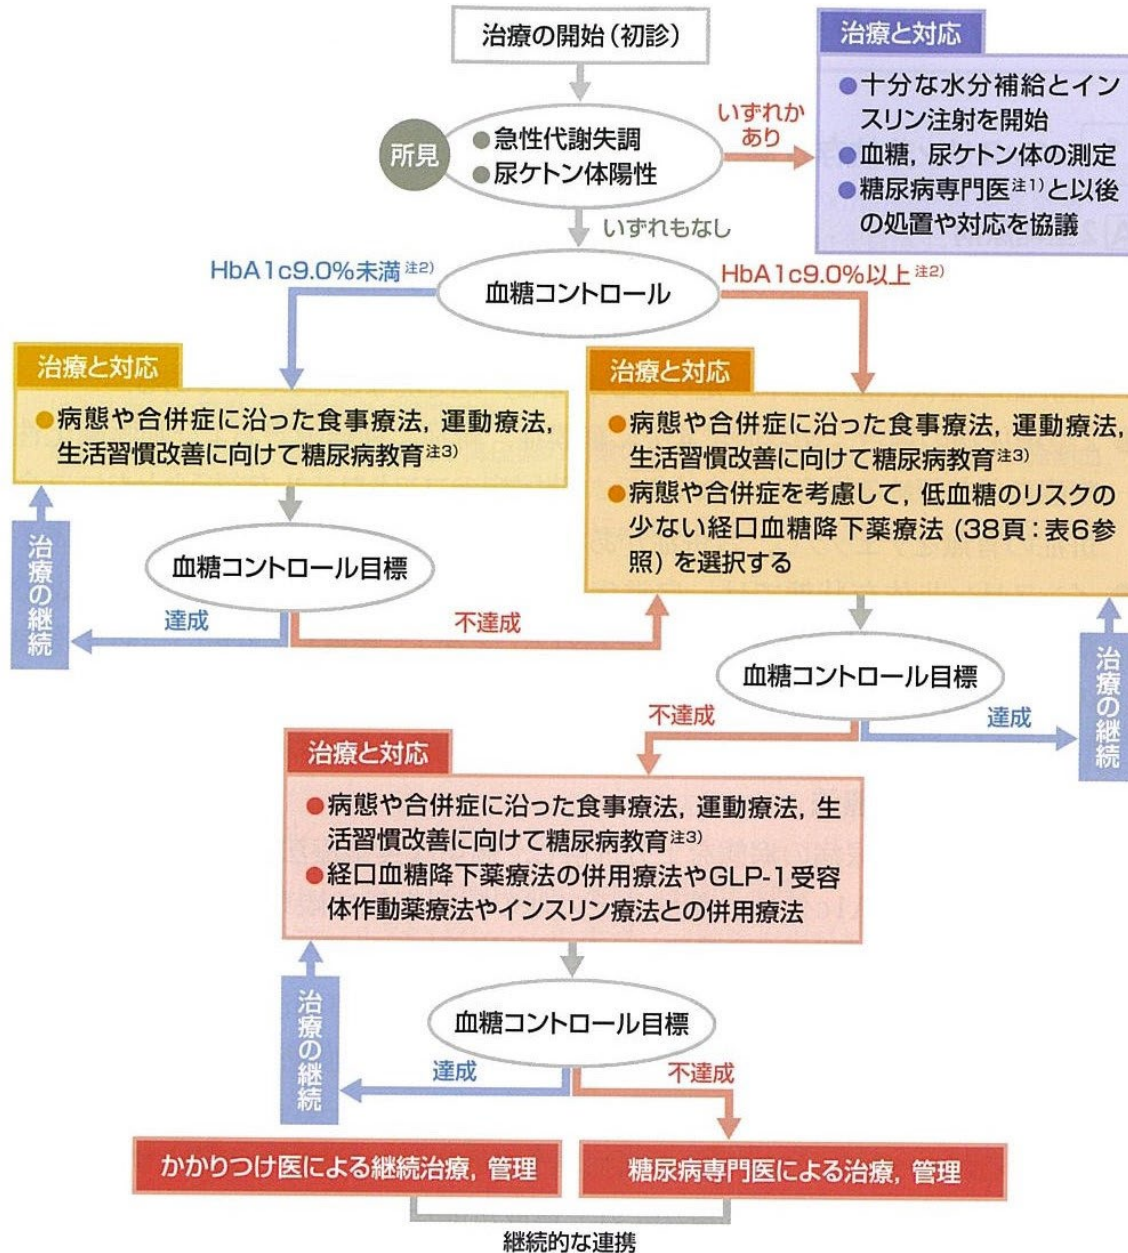 治療の開始(初診)
治療と対応
●十分な水分補給とイン
スリン注射を開始
●血糖,尿ケトン体の測定
●糖尿病専門医注1)と以後
の処置や対応を協議
所見
●急性代謝失調
●尿ケトン体陽性
いずれか
あり
いずれもなし
HbA1c9.0%未満注2)
血糖コントロール
HbA1c9.0%以上注2)
治療と対応
●病態や合併症に沿った食事療法,運動療法,
生活習慣改善に向けて糖尿病教育注3)
治療と対応
●病態や合併症に沿った食事療法,運動療法,
生活習慣改善に向けて糖尿病教育注3)
●病態や合併症を考慮して,低血糖のリスクの
少ない経口血糖降下薬療法(38頁:表6参
照)を選択する
血糖コントロール目標
達成
不達成
治療の継続
血糖コントロール目標
不達成
達成
治療の継続
治療と対応
●病態や合併症に沿った食事療法,運動療法,生
活習慣改善に向けて糖尿病教育注3)
●経口血糖降下薬療法の併用療法やGLP-1受容
体作動薬療法やインスリン療法との併用療法
血糖コントロール目標
達成
不達成
治療の継続
かかりつけ医による継続治療,管理
糖尿病専門医による治療,管理
継続的な連携